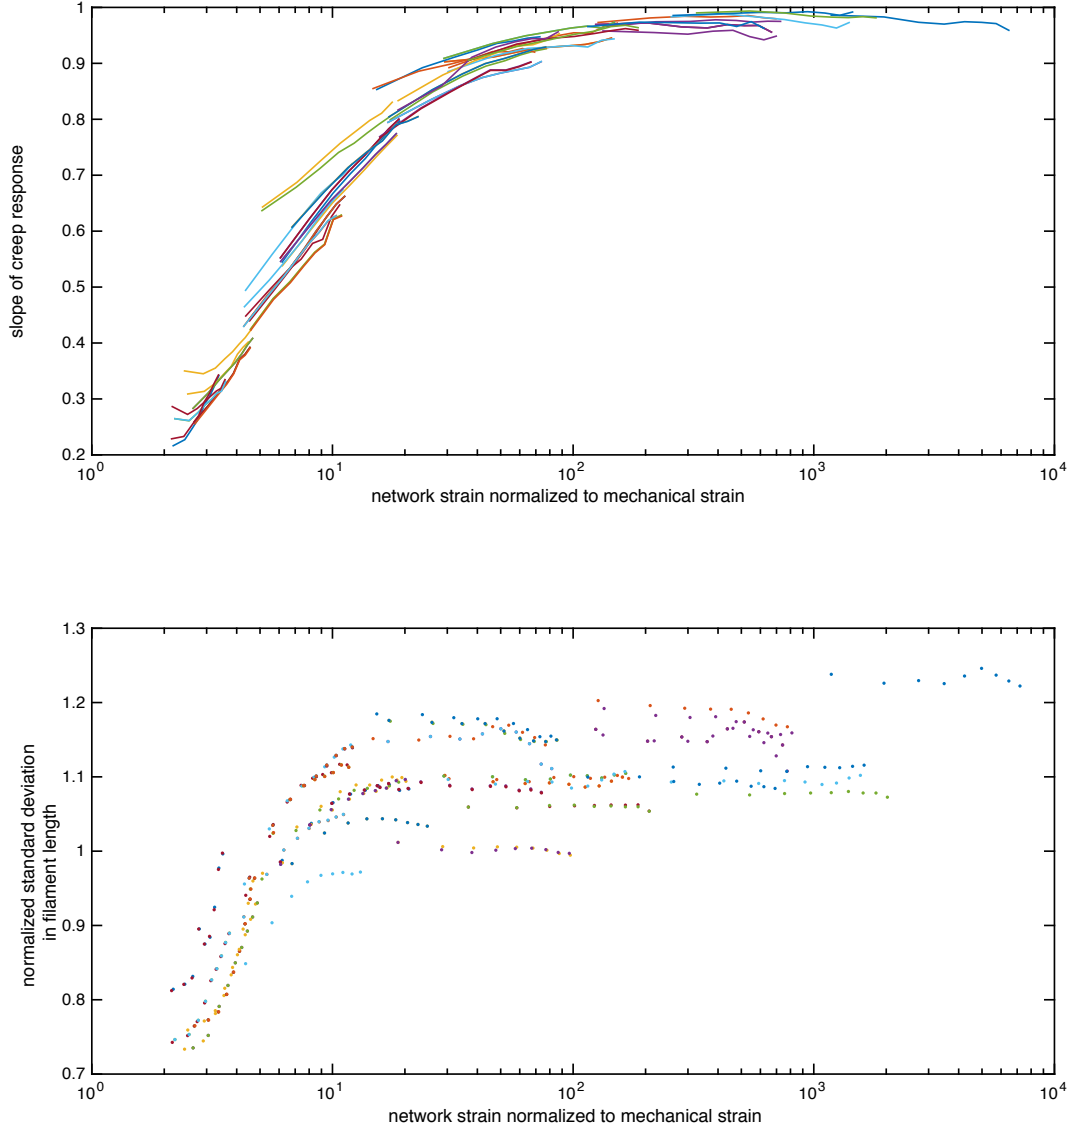 1
0.9
0.8
0.7
0.6
0.5
0.4
0.3
0.2
slope of creep response
10^0 10^1 10^2 10^3 10^4
network strain normalized to mechanical strain
1.3
1.2
1.1
1
0.9
0.8
0.7
normalized standard deviation
in filament length
10^0 10^1 10^2 10^3 10^4
network strain normalized to mechanical strain